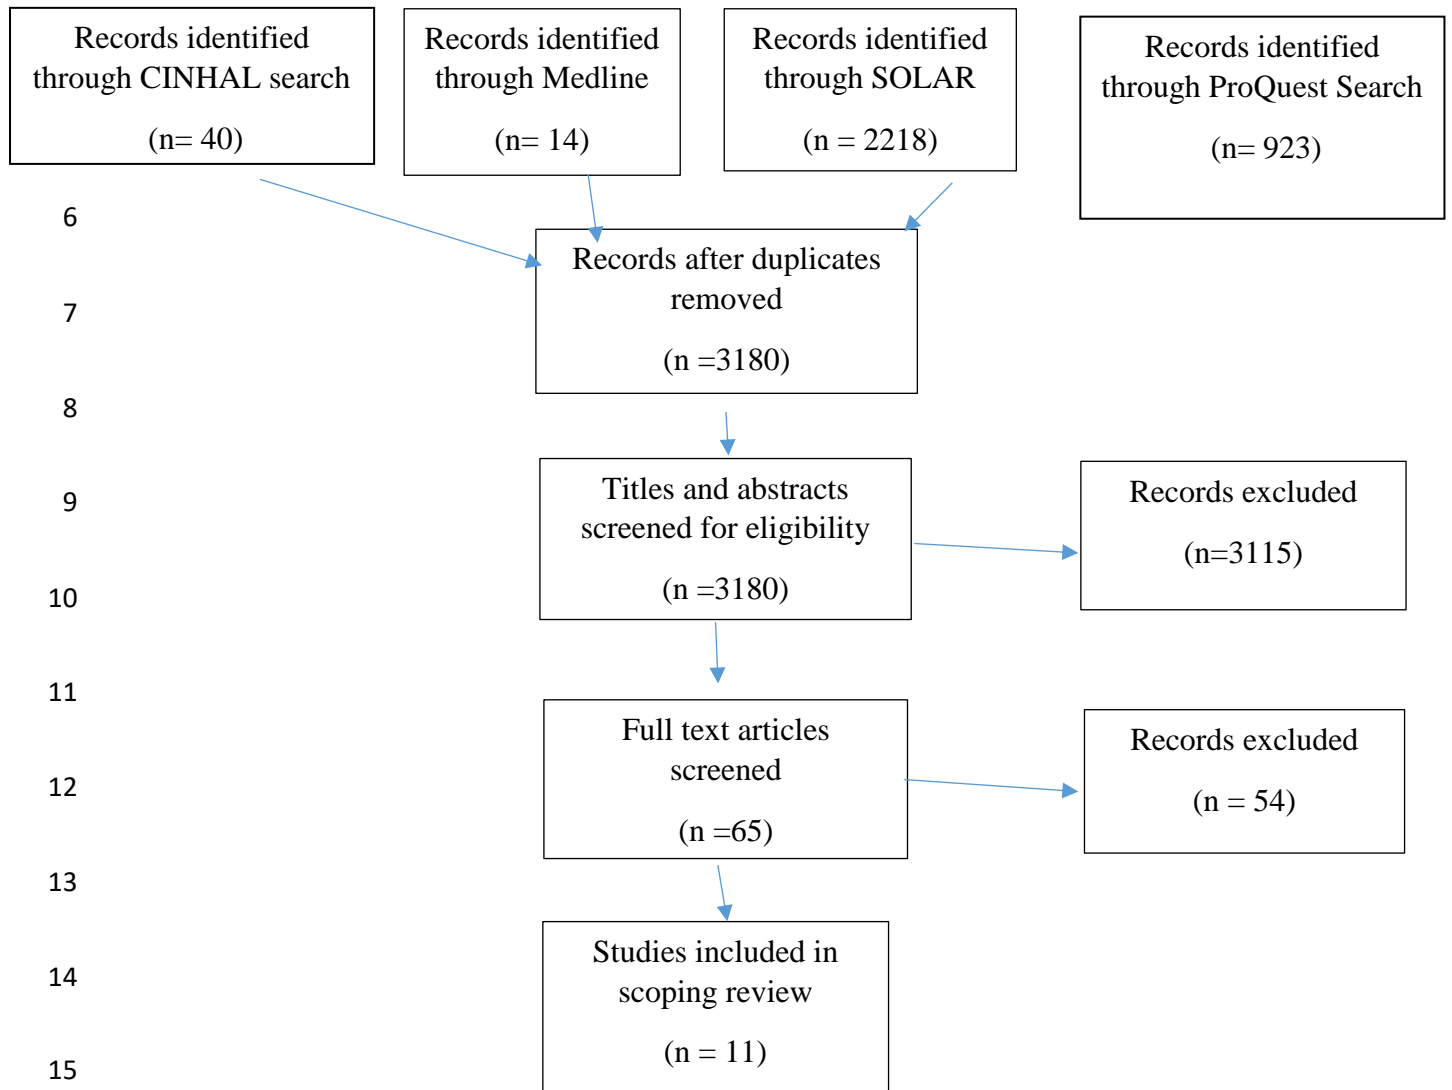 Records identified
through CINHAL search
(n= 40)
Records identified
through Medline
(n= 14)
Records identified
through SOLAR
(n = 2218)
Records identified
through ProQuest Search
(n= 923)
6
Records after duplicates
removed
(n =3180)
7
8
Titles and abstracts
screened for eligibility
(n =3180)
Records excluded
(n=3115)
9
10
11
Full text articles
screened
(n =65)
Records excluded
(n = 54)
12
13
Studies included in
scoping review
(n = 11)
14
15